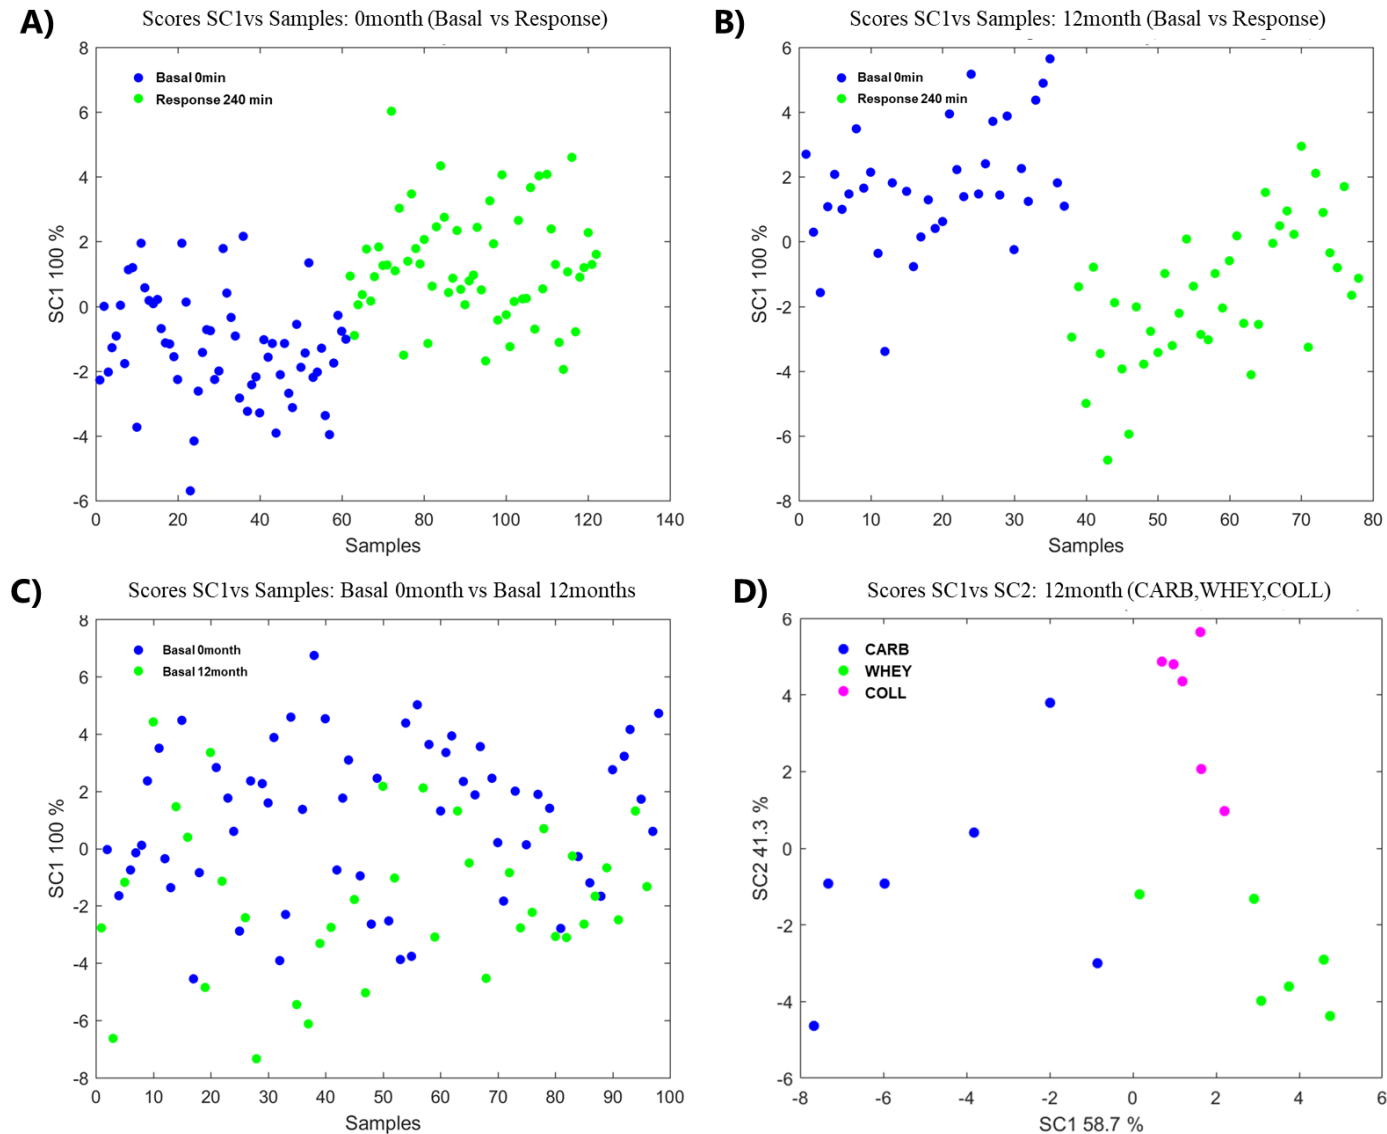 A)
Scores SC1vs Samples: 0month (Basal vs Response)
8
6
4
2
0
-2
-4
-6
Basal 0min
Response 240 min
SC1 100 %
0
20
40
60
80
100
120
140
Samples
B)
Scores SC1vs Samples: 12month (Basal vs Response)
6
4
2
0
-2
-4
-6
-8
Basal 0min
Response 240 min
SC1 100 %
0
10
20
30
40
50
60
70
80
Samples
C)
Scores SC1vs Samples: Basal 0month vs Basal 12months
8
6
4
2
0
-2
-4
-6
-8
Basal 0month
Basal 12month
SC1 100 %
0
10
20
30
40
50
60
70
80
90
100
Samples
D)
Scores SC1vs SC2: 12month (CARB,WHEY,COLL)
6
4
2
0
-2
-4
-6
CARB
WHEY
COLL
SC2 41.3 %
-8
-6
-4
-2
0
2
4
6
SC1 58.7 %